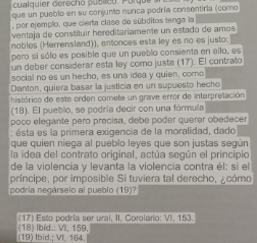 cualquier derecho público.
que un pueblo en su conjunto nunca podría consentirla (como
, por ejemplo, que cierta clase de súbditos tenga la
ventaja de constituir hereditariamente un estado de amos
nobles (Herrensland)), entonces esta ley es no es justo;
pero si sólo es posible que un pueblo consienta en ello, es
un deber considerar esta ley como justa (17). El contrato
social no es un hecho, es una idea y quien, como
Danton, quiera basar la justicia en un supuesto hecho
histórico de este orden comete un grave error de interpretación
(18). El pueblo, se podría decir con una fórmula
poco elegante pero precisa, debe poder querer obedecer
: ésta es la primera exigencia de la moralidad, dado
que quien niega al pueblo leyes que son justas según
la idea del contrato original, actúa según el principio
de la violencia y levanta la violencia contra él: si el
príncipe, por imposible Si tuviera tal derecho, ¿cómo
podría negárselo al pueblo (19)?
(17) Esto podría ser urai, II, Corolario: VI, 153.
(18) Ibid.: VI, 159,
(19) Ibid.; VI, 164.